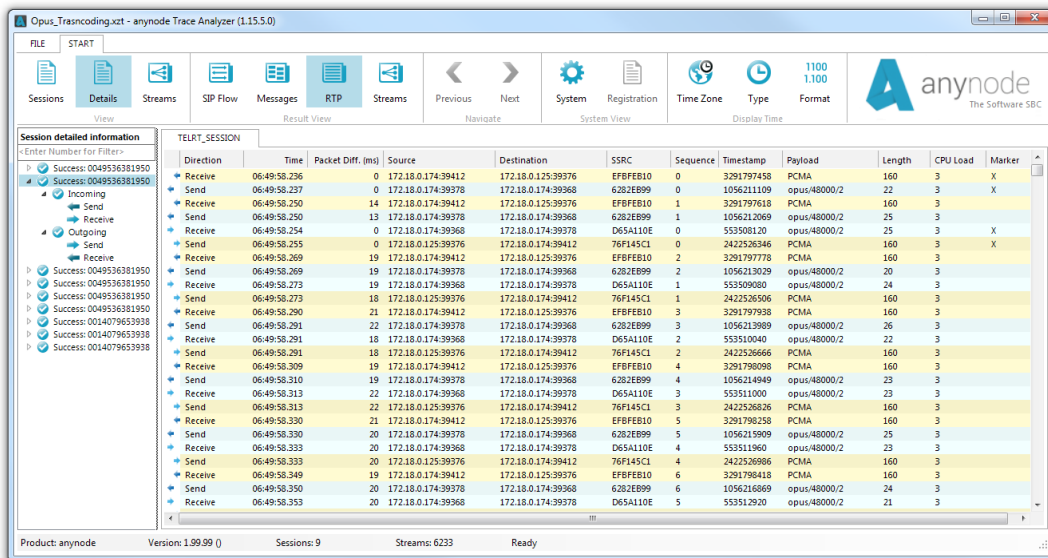 Opus_Trasncoding.xzt - anynode Trace Analyzer (1.15.5.0)
FILE START
Sessions Details Streams SIP Flow Messages RTP Streams Previous Next System Registration Time Zone Type Format
1100
1.100
View Result View Navigate System View Display Time
anynode
The Software SBC
Session detailed information
<Enter Number for Filter>
Success: 0049536381950
Success: 0049536381950
Incoming
Send
Receive
Outgoing
Send
Receive
Success: 0049536381950
Success: 0049536381950
Success: 0049536381950
Success: 0049536381950
Success: 0014079653938
Success: 0014079653938
Success: 0014079653938
TELRT_SESSION
Direction Time Packet Diff. (ms) Source Destination SSRC Sequence Timestamp Payload Length CPU Load Marker
Receive 06:49:58.236 0 172.18.0.174:39412 172.18.0.125:39376 EFBFEB10 0 3291797458 PCMA 160 3 X
Send 06:49:58.237 0 172.18.0.174:39378 172.18.0.174:39368 6282EB99 0 1056211109 opus/48000/2 22 3 X
Receive 06:49:58.250 14 172.18.0.174:39412 172.18.0.125:39376 EFBFEB10 1 3291797618 PCMA 160 3
Send 06:49:58.250 13 172.18.0.174:39378 172.18.0.174:39368 6282EB99 1 1056212069 opus/48000/2 25 3
Receive 06:49:58.254 0 172.18.0.174:39368 172.18.0.174:39378 D65A110E 0 553508120 opus/48000/2 25 3 X
Send 06:49:58.255 0 172.18.0.125:39376 172.18.0.174:39412 76F145C1 0 2422526346 PCMA 160 3 X
Receive 06:49:58.269 19 172.18.0.174:39412 172.18.0.125:39376 EFBFEB10 2 3291797778 PCMA 160 3
Send 06:49:58.269 19 172.18.0.174:39378 172.18.0.174:39368 6282EB99 2 1056213029 opus/48000/2 20 3
Receive 06:49:58.273 19 172.18.0.174:39368 172.18.0.174:39378 D65A110E 1 553509080 opus/48000/2 24 3
Send 06:49:58.273 18 172.18.0.125:39376 172.18.0.174:39412 76F145C1 1 2422526506 PCMA 160 3
Receive 06:49:58.290 21 172.18.0.174:39412 172.18.0.125:39376 EFBFEB10 3 3291797938 PCMA 160 3
Send 06:49:58.291 22 172.18.0.174:39378 172.18.0.174:39368 6282EB99 3 1056213989 opus/48000/2 26 3
Receive 06:49:58.291 18 172.18.0.174:39368 172.18.0.174:39378 D65A110E 2 553510040 opus/48000/2 22 3
Send 06:49:58.291 18 172.18.0.125:39376 172.18.0.174:39412 76F145C1 2 2422526666 PCMA 160 3
Receive 06:49:58.309 19 172.18.0.174:39412 172.18.0.125:39376 EFBFEB10 4 3291798098 PCMA 160 3
Send 06:49:58.310 19 172.18.0.174:39378 172.18.0.174:39368 6282EB99 4 1056214949 opus/48000/2 23 3
Receive 06:49:58.313 22 172.18.0.174:39368 172.18.0.174:39378 D65A110E 3 553511000 opus/48000/2 23 3
Send 06:49:58.313 22 172.18.0.125:39376 172.18.0.174:39412 76F145C1 3 2422526826 PCMA 160 3
Receive 06:49:58.330 21 172.18.0.174:39412 172.18.0.125:39376 EFBFEB10 5 3291798258 PCMA 160 3
Send 06:49:58.330 20 172.18.0.174:39378 172.18.0.174:39368 6282EB99 5 1056215909 opus/48000/2 25 3
Receive 06:49:58.333 20 172.18.0.174:39368 172.18.0.174:39378 D65A110E 4 553511960 opus/48000/2 23 3
Send 06:49:58.333 20 172.18.0.125:39376 172.18.0.174:39412 76F145C1 4 2422526986 PCMA 160 3
Receive 06:49:58.349 19 172.18.0.174:39412 172.18.0.125:39376 EFBFEB10 6 3291798418 PCMA 160 3
Send 06:49:58.350 20 172.18.0.174:39378 172.18.0.174:39368 6282EB99 6 1056216869 opus/48000/2 24 3
Receive 06:49:58.353 20 172.18.0.174:39368 172.18.0.174:39378 D65A110E 5 553512920 opus/48000/2 21 3
Product: anynode Version: 1.99.99 () Sessions: 9 Streams: 6233 Ready